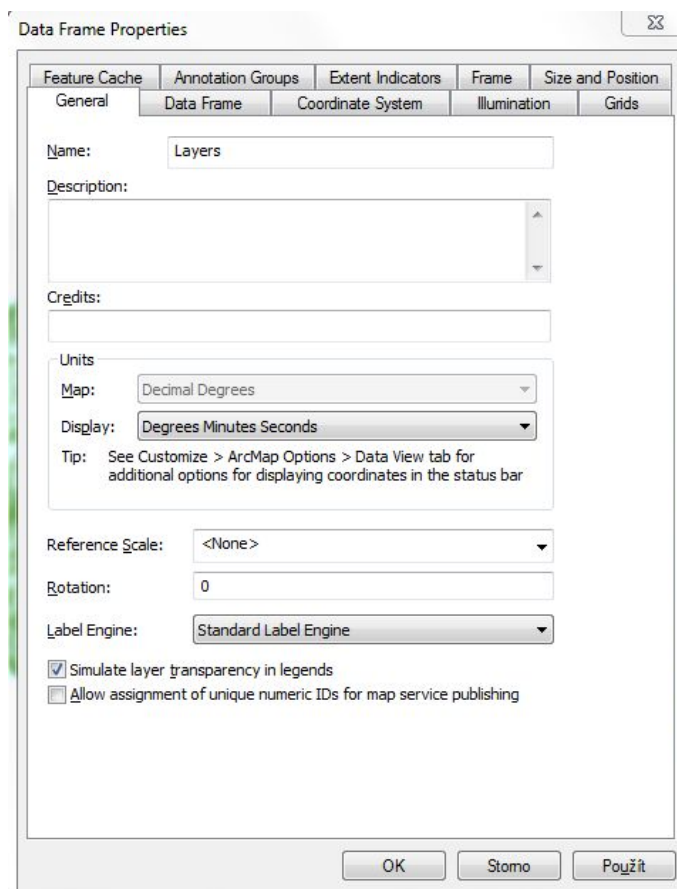 Data Frame Properties
Feature Cache Annotation Groups Extent Indicators Frame Size and Position
General Data Frame Coordinate System Illumination Grids
Name: Layers
Description:
Credits:
Units
Map: Decimal Degrees
Display: Degrees Minutes Seconds
Tip: See Customize > ArcMap Options > Data View tab for
additional options for displaying coordinates in the status bar
Reference Scale: <None>
Rotation: 0
Label Engine: Standard Label Engine
Simulate layer transparency in legends
Allow assignment of unique numeric IDs for map service publishing
OK Storno Použít